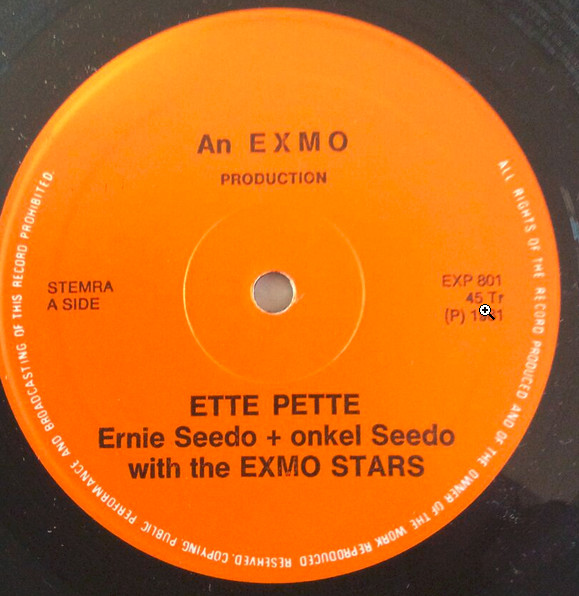 An EXMO
PRODUCTION
STEMRA
A SIDE
EXP 801
45 Tr
(P)
ETTE PETTE
Ernie Seedo + onkel Seedo
with the EXMO STARS
ALL RIGHTS OF THE RECORD PRODUCED AND OF THE OWNER OF THE WORK REPRODUCED RESERVED. COPYING PUBLIC PERFORMANCE AND BROADCASTING OF THIS RECORD PROHIBITED.